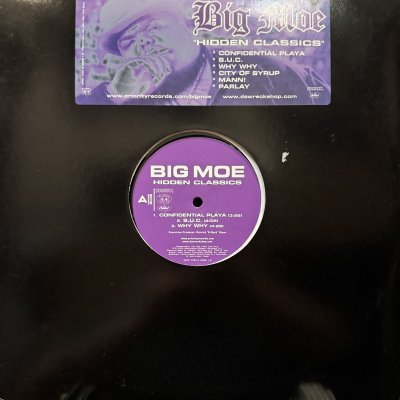 Big Moe
"HIDDEN CLASSICS"
• CONFIDENTIAL PLAYA
• S.U.C.
• WHY WHY
• CITY OF SYRUP
• MANN!
• PARLAY
www.priorityrecords.com/bigmoe
www.dawreckshop.com
BIG MOE
HIDDEN CLASSICS
A
1. CONFIDENTIAL PLAYA
2. S.U.C.
3. WHY WHY